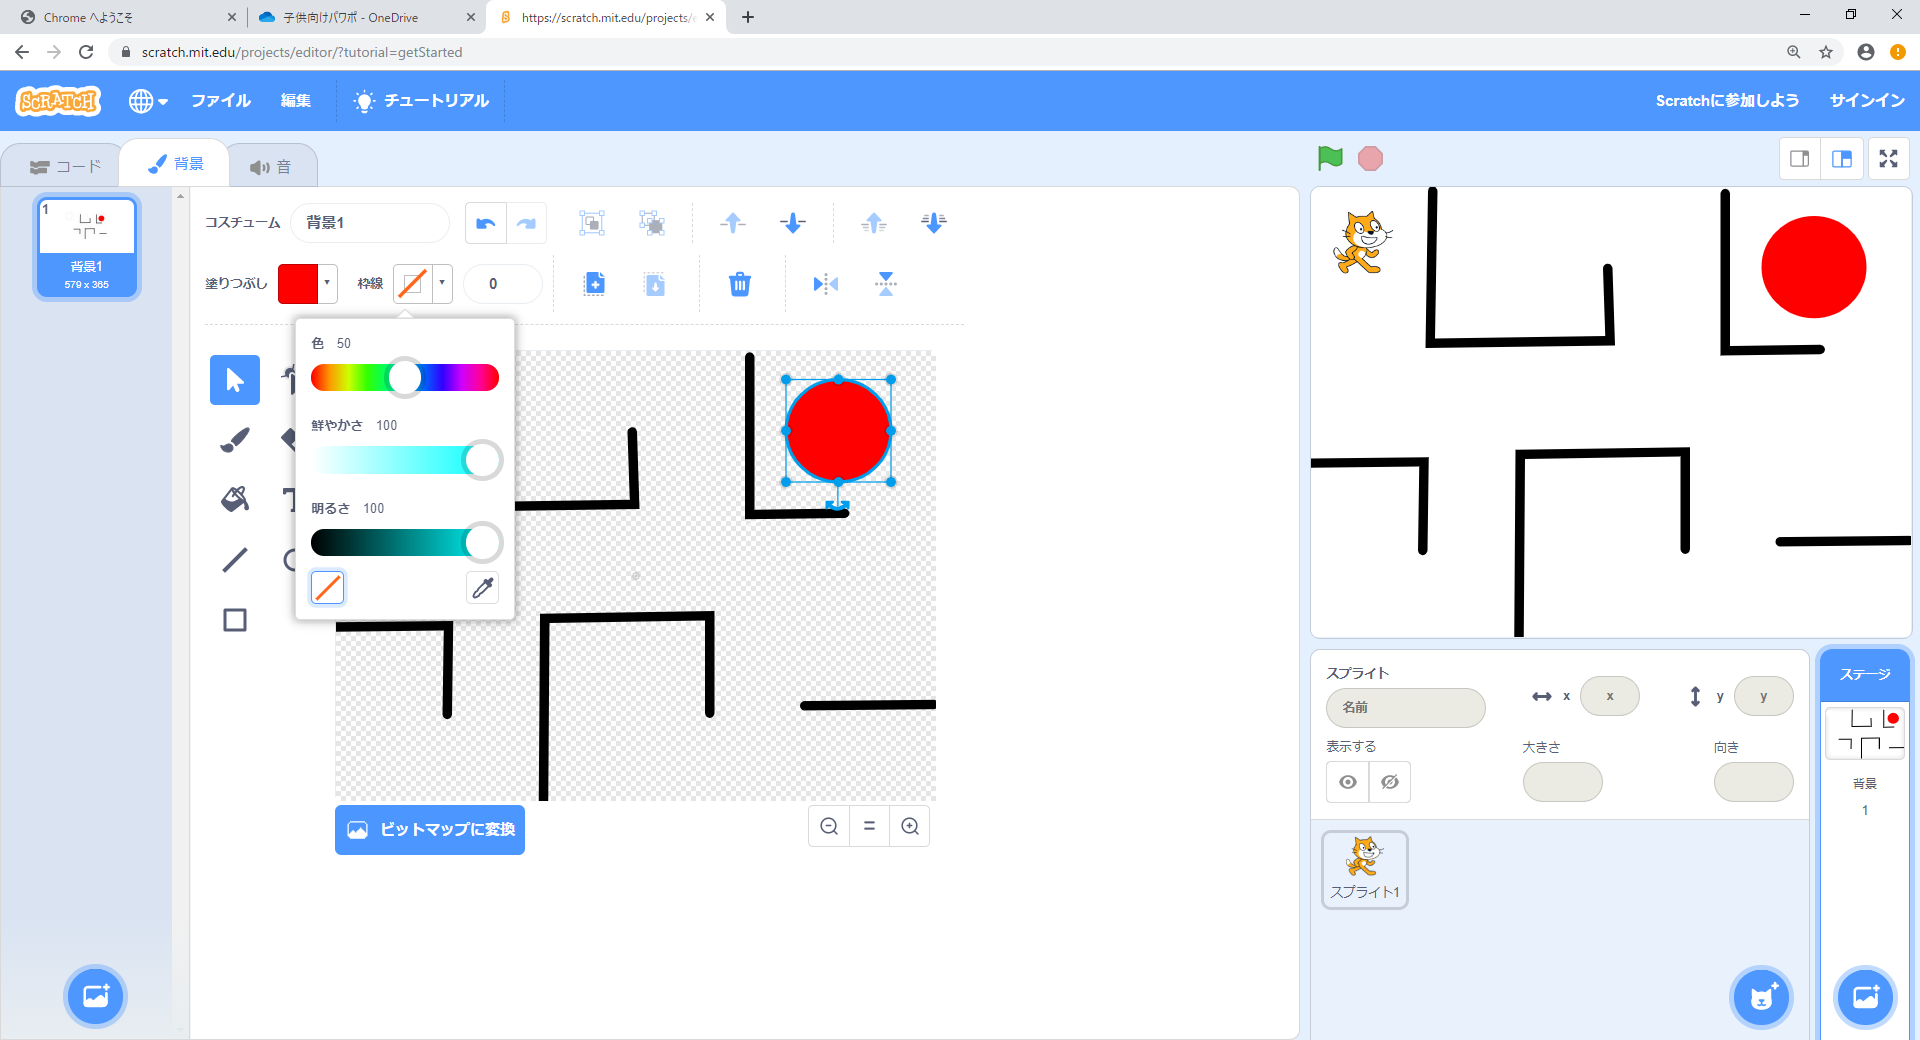 Chrome へようこそ
子供向けパワポ - OneDrive
https://scratch.mit.edu/projects/e
scratch.mit.edu/projects/editor/?tutorial=getStarted
SCRATCH
ファイル
編集
チュートリアル
Scratchに参加しよう
サインイン
コード
背景
音
1
背景1
579 x 365
コスチューム
背景1
塗りつぶし
枠線
0
色 50
鮮やかさ 100
明るさ 100
ビットマップに変換
スプライト
名前
x
x
y
y
表示する
大きさ
向き
スプライト1
ステージ
背景
1